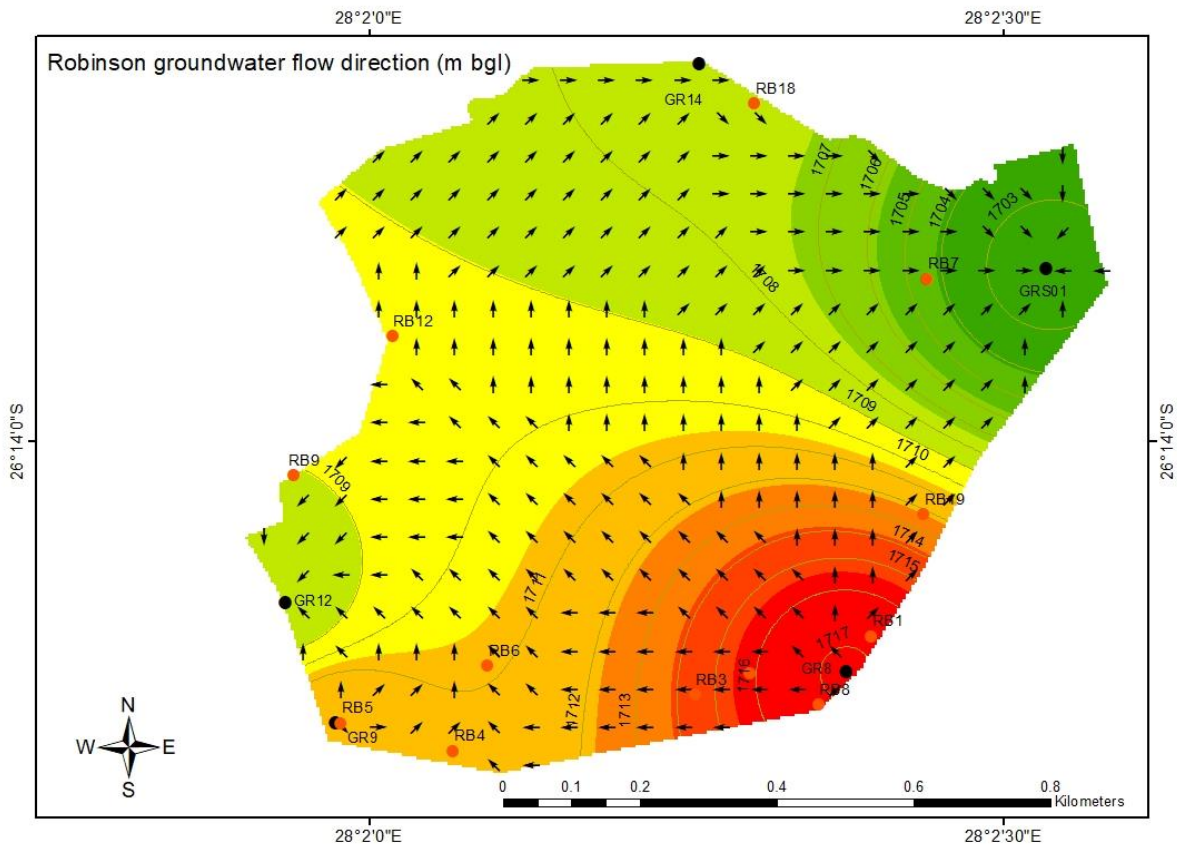 28°2'0"E 28°2'30"E
Robinson groundwater flow direction (m bgl)
GR14
RB18
1707
1706
1705
1704
1703
RB7
GRS01
1708
RB12
1709
1710
26°14'0"S 26°14'0"S
RB9
1709
RB19
1714
1715
GR12
1711
RB1
1717
RB6
GR8
1716
RB3
RB8
1712
1713
RB5
GR9
RB4
N
W E
S
0 0.1 0.2 0.4 0.6 0.8
Kilometers
28°2'0"E 28°2'30"E